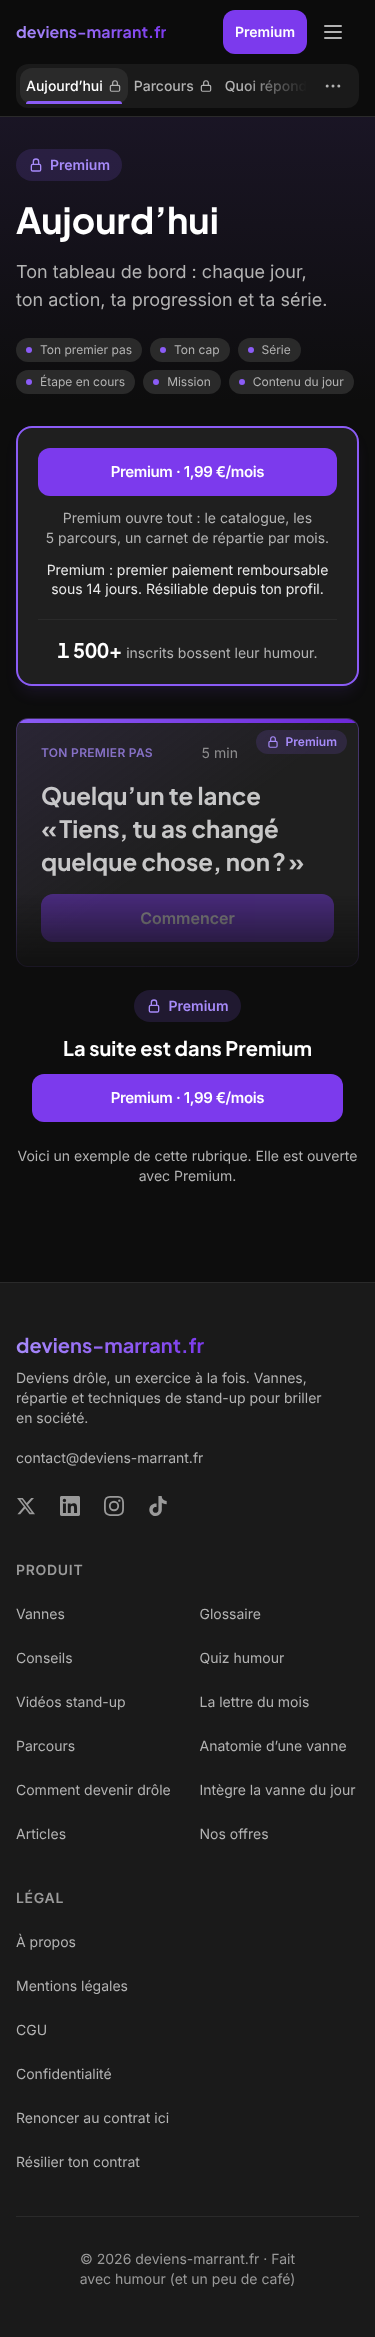 deviens-marrant.fr Premium
Aujourd’hui Parcours Quoi répond
Premium
Aujourd’hui
Ton tableau de bord : chaque jour,
ton action, ta progression et ta série.
Ton premier pas Ton cap Série
Étape en cours Mission Contenu du jour
Premium · 1,99 €/mois
Premium ouvre tout : le catalogue, les
5 parcours, un carnet de répartie par mois.
Premium : premier paiement remboursable
sous 14 jours. Résiliable depuis ton profil.
1 500+ inscrits bossent leur humour.
Premium
TON PREMIER PAS 5 min
Quelqu’un te lance
« Tiens, tu as changé
quelque chose, non ? »
Commencer
Premium
La suite est dans Premium
Premium · 1,99 €/mois
Voici un exemple de cette rubrique. Elle est ouverte
avec Premium.
deviens-marrant.fr
Deviens drôle, un exercice à la fois. Vannes,
répartie et techniques de stand-up pour briller
en société.
contact@deviens-marrant.fr
PRODUIT
Vannes Glossaire
Conseils Quiz humour
Vidéos stand-up La lettre du mois
Parcours Anatomie d’une vanne
Comment devenir drôle Intègre la vanne du jour
Articles Nos offres
LÉGAL
À propos
Mentions légales
CGU
Confidentialité
Renoncer au contrat ici
Résilier ton contrat
© 2026 deviens-marrant.fr · Fait
avec humour (et un peu de café)